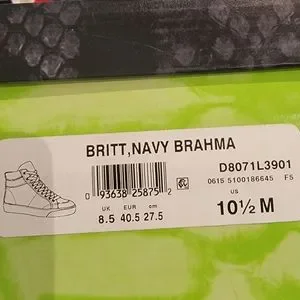 BRITT,NAVY BRAHMA
D8071L3901
0615 5100186645 FS
0 93638 25875 2
UK EUR cm US
8.5 40.5 27.5 10½ M